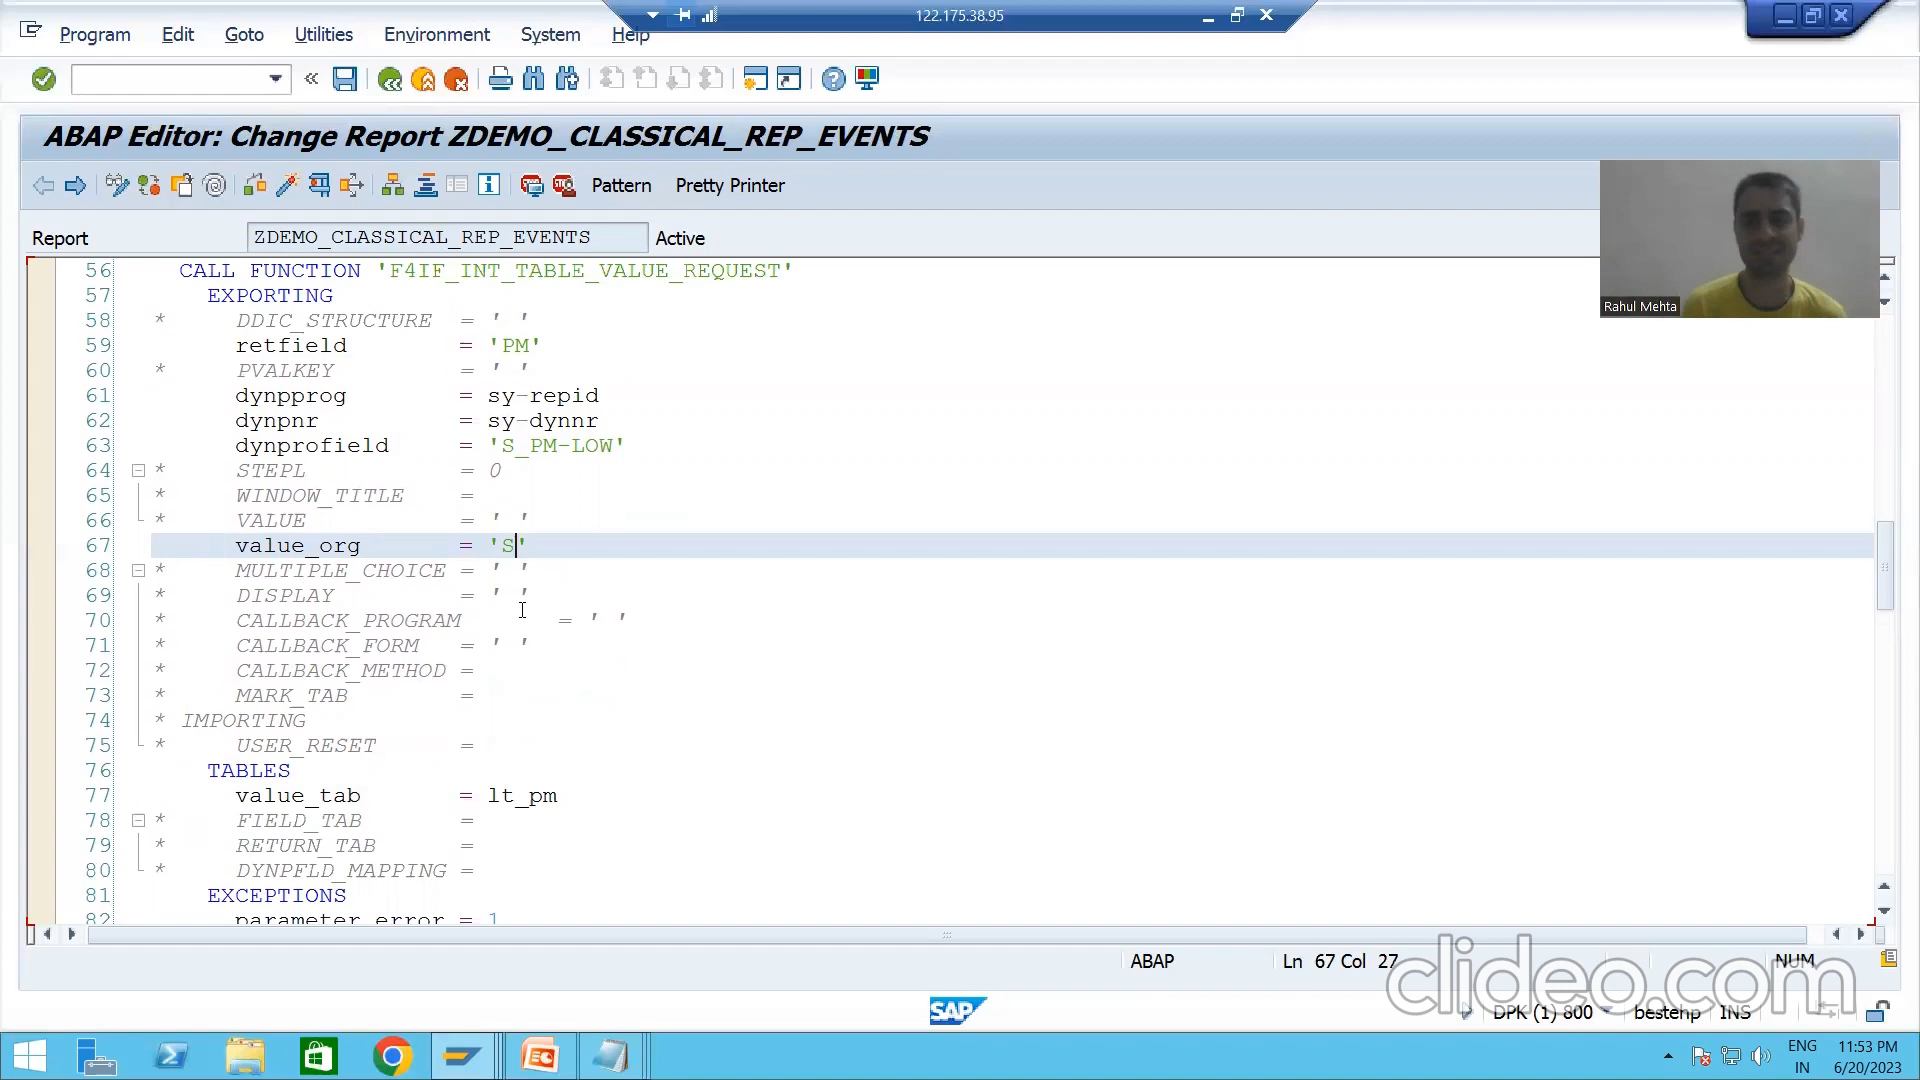 122.175.38.95
Program Edit Goto Utilities Environment System Help
ABAP Editor: Change Report ZDEMO_CLASSICAL_REP_EVENTS
Pattern Pretty Printer
Report ZDEMO_CLASSICAL_REP_EVENTS Active
Rahul Mehta
56 CALL FUNCTION 'F4IF_INT_TABLE_VALUE_REQUEST'
57 EXPORTING
58 * DDIC_STRUCTURE = ' '
59 retfield = 'PM'
60 * PVALKEY = ' '
61 dynpprog = sy-repid
62 dynpnr = sy-dynnr
63 dynprofield = 'S_PM-LOW'
64 * STEPL = 0
65 * WINDOW_TITLE =
66 * VALUE = ' '
67 value_org = 'S'
68 * MULTIPLE_CHOICE = ' '
69 * DISPLAY = ' '
70 * CALLBACK_PROGRAM = ' '
71 * CALLBACK_FORM = ' '
72 * CALLBACK_METHOD =
73 * MARK_TAB =
74 * IMPORTING
75 * USER_RESET =
76 TABLES
77 value_tab = lt_pm
78 * FIELD_TAB =
79 * RETURN_TAB =
80 * DYNPFLD_MAPPING =
81 EXCEPTIONS
82 parameter_error = 1
ABAP Ln 67 Col 27 NUM
clideo.com
SAP DPK (1) 800 bestehp INS
ENG 11:53 PM
IN 6/20/2023